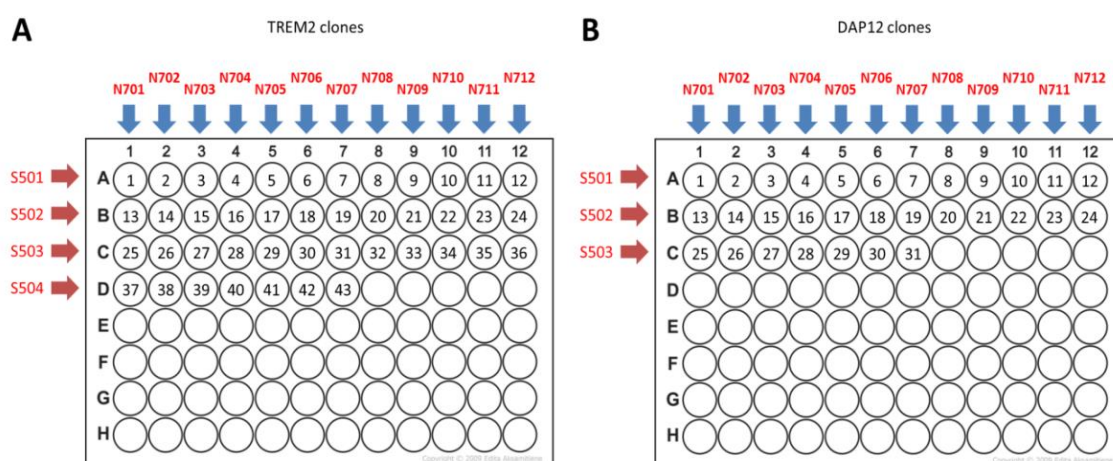 A
TREM2 clones
N701 N702 N703 N704 N705 N706 N707 N708 N709 N710 N711 N712
1 2 3 4 5 6 7 8 9 10 11 12
S501 A 1 2 3 4 5 6 7 8 9 10 11 12
S502 B 13 14 15 16 17 18 19 20 21 22 23 24
S503 C 25 26 27 28 29 30 31 32 33 34 35 36
S504 D 37 38 39 40 41 42 43
E
F
G
H
B
DAP12 clones
N701 N702 N703 N704 N705 N706 N707 N708 N709 N710 N711 N712
1 2 3 4 5 6 7 8 9 10 11 12
S501 A 1 2 3 4 5 6 7 8 9 10 11 12
S502 B 13 14 15 16 17 18 19 20 21 22 23 24
S503 C 25 26 27 28 29 30 31
D
E
F
G
H